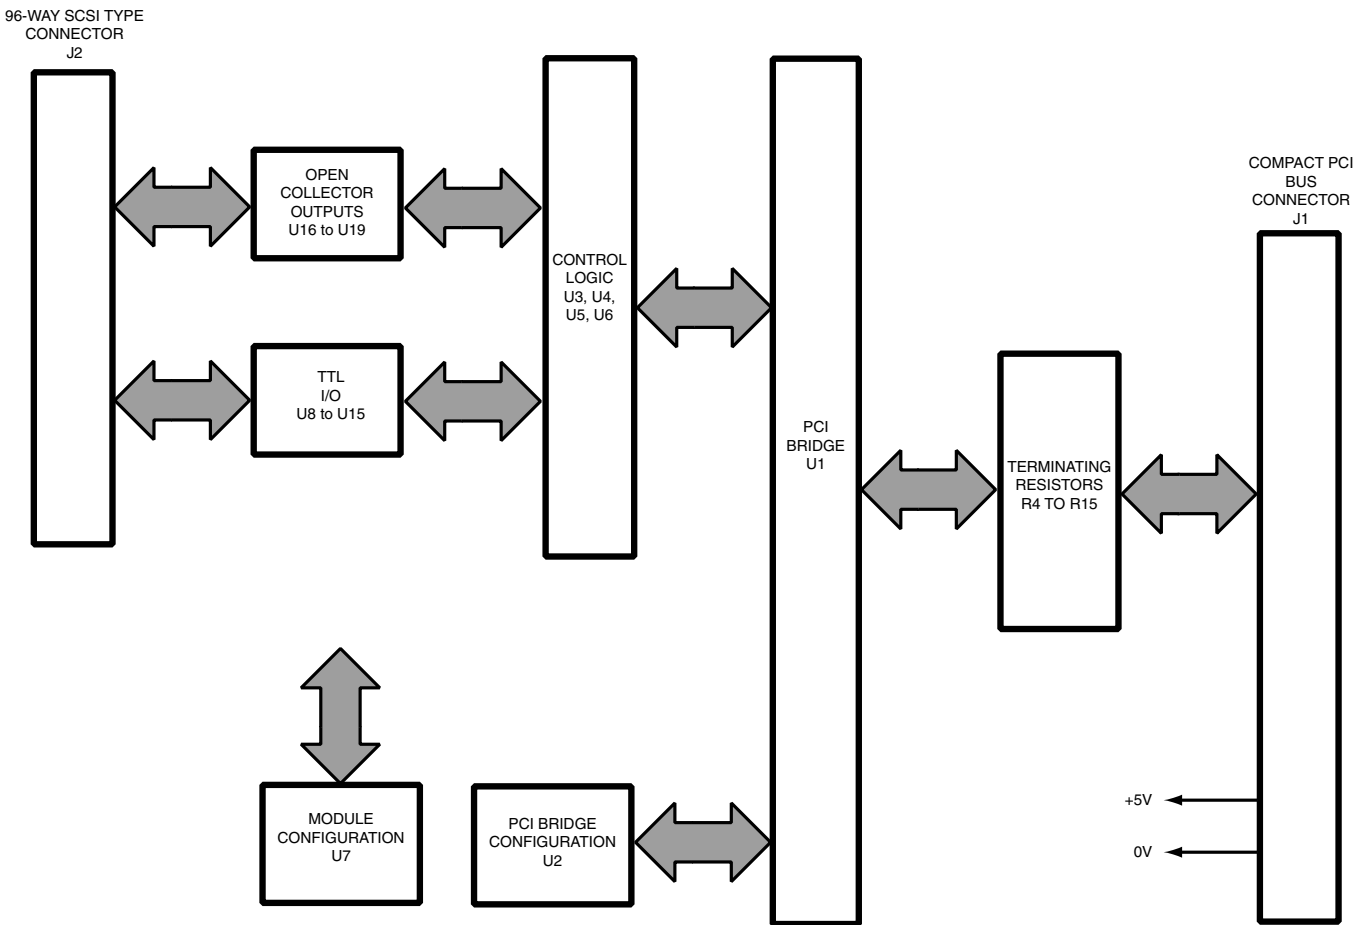 96-WAY SCSI TYPE
CONNECTOR
J2
OPEN
COLLECTOR
OUTPUTS
U16 to U19
TTL
I/O
U8 to U15
CONTROL
LOGIC
U3, U4,
U5, U6
PCI
BRIDGE
U1
TERMINATING
RESISTORS
R4 TO R15
COMPACT PCI
BUS
CONNECTOR
J1
+5V
0V
MODULE
CONFIGURATION
U7
PCI BRIDGE
CONFIGURATION
U2